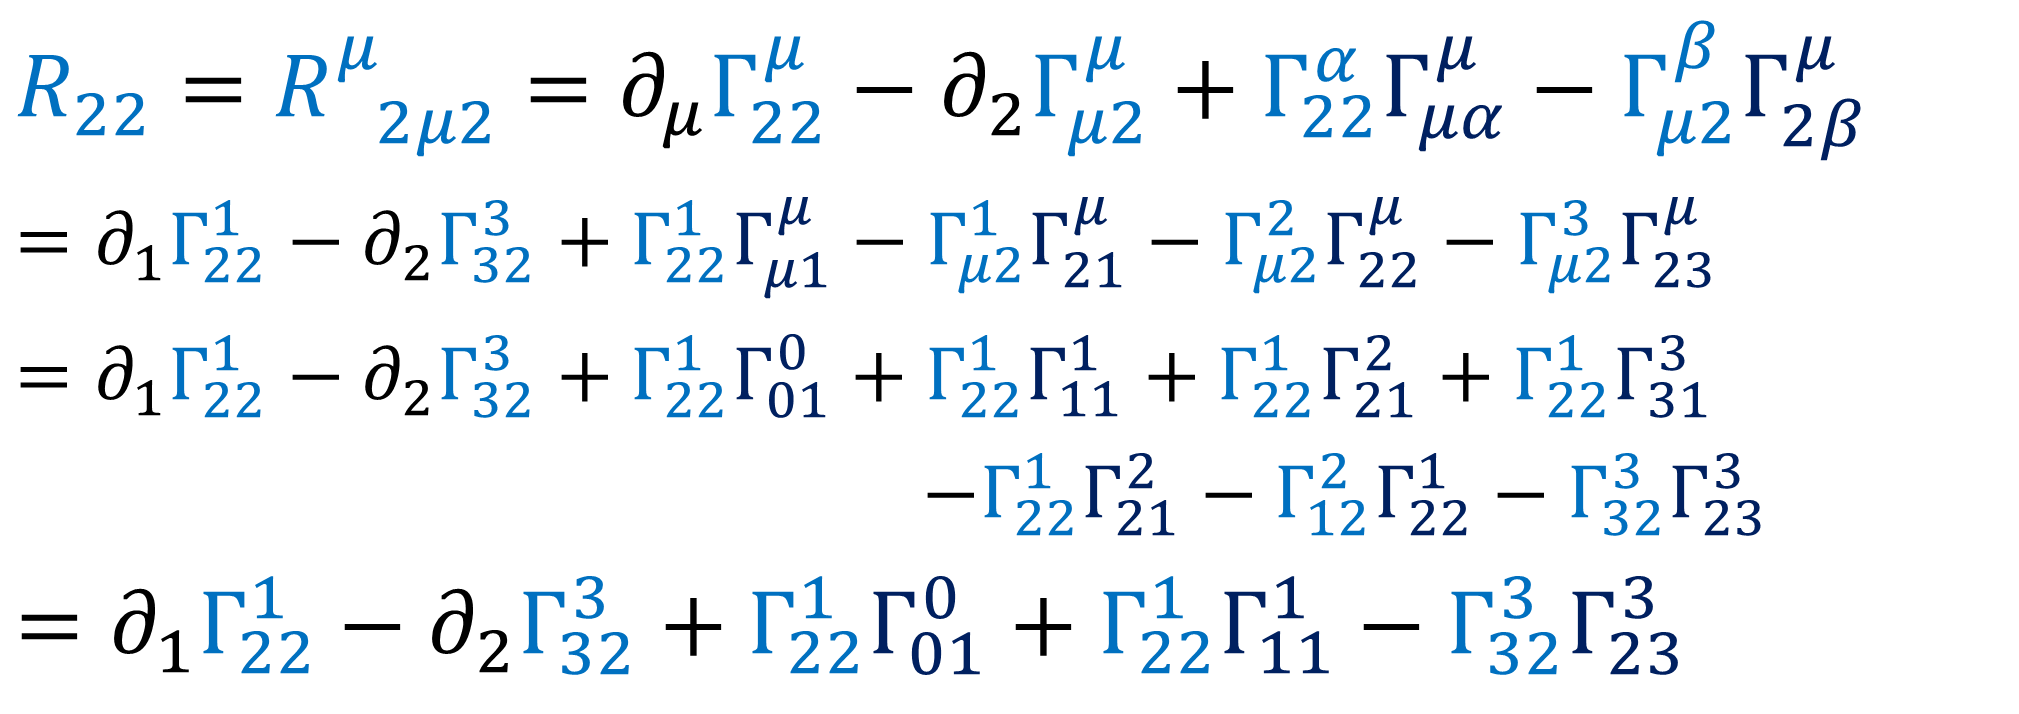 R₂₂ = R^μ_{2μ2} = ∂_μ Γ^μ_{22} − ∂_2 Γ^μ_{μ2} + Γ^α_{22} Γ^μ_{μα} − Γ^β_{μ2} Γ^μ_{2β}
= ∂_1 Γ^1_{22} − ∂_2 Γ^3_{32} + Γ^1_{22} Γ^μ_{μ1} − Γ^1_{μ2} Γ^μ_{21} − Γ^2_{μ2} Γ^μ_{22} − Γ^3_{μ2} Γ^μ_{23}
= ∂_1 Γ^1_{22} − ∂_2 Γ^3_{32} + Γ^1_{22} Γ^0_{01} + Γ^1_{22} Γ^1_{11} + Γ^1_{22} Γ^2_{21} + Γ^1_{22} Γ^3_{31}
−Γ^1_{22} Γ^2_{21} − Γ^2_{12} Γ^1_{22} − Γ^3_{32} Γ^3_{23}
= ∂_1 Γ^1_{22} − ∂_2 Γ^3_{32} + Γ^1_{22} Γ^0_{01} + Γ^1_{22} Γ^1_{11} − Γ^3_{32} Γ^3_{23}